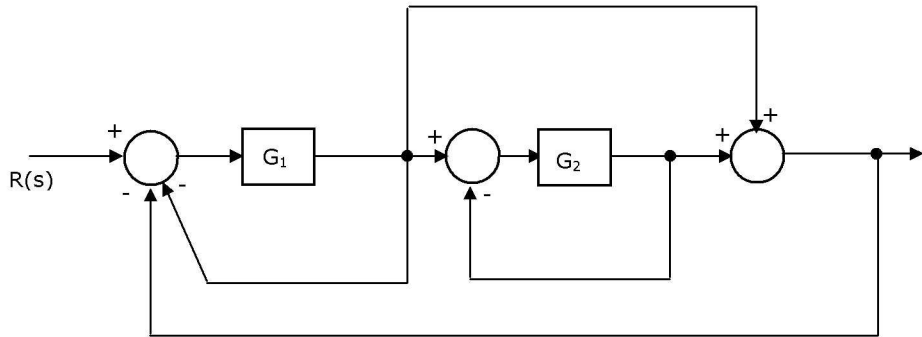 +
+
+
+
R(s)
-
-
G₁
-
G₂